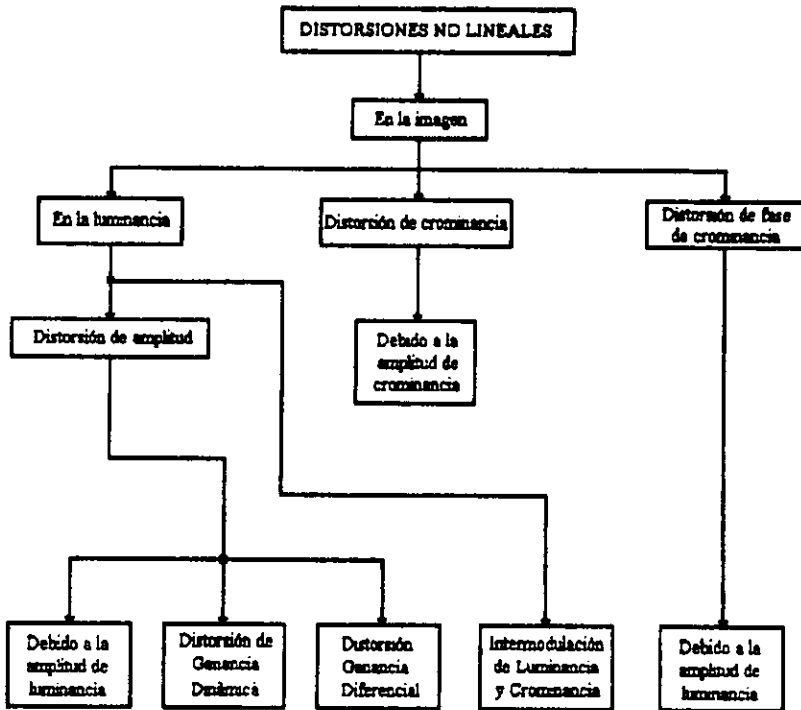 DISTORSIONES NO LINEALES
En la imagen
En la luminancia
Distorsión de crominancia
Distorsión de fase
de crominancia
Distorsión de amplitud
Debido a la
amplitud de
crominancia
Debido a la
amplitud de
luminancia
Distorsión de
Ganancia
Dinámica
Distorsión
Ganancia
Diferencial
Intermodulación
de Luminancia
y Crominancia
Debido a la
amplitud de
luminancia